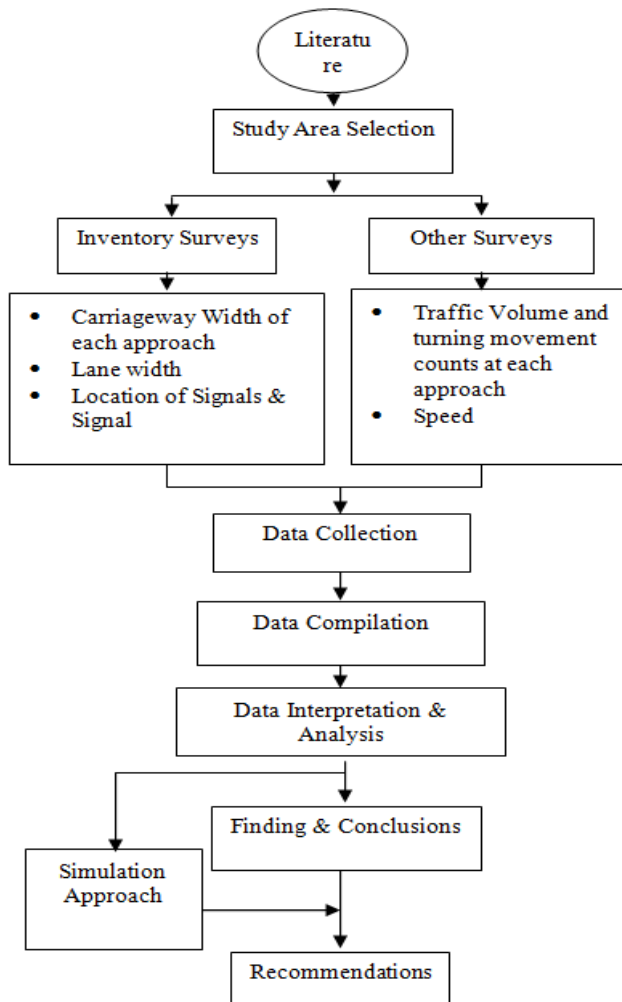 Literatu
re
Study Area Selection
Inventory Surveys
Other Surveys
• Carriageway Width of
each approach
• Lane width
• Location of Signals &
Signal
• Traffic Volume and
turning movement
counts at each
approach
• Speed
Data Collection
Data Compilation
Data Interpretation &
Analysis
Finding & Conclusions
Simulation
Approach
Recommendations